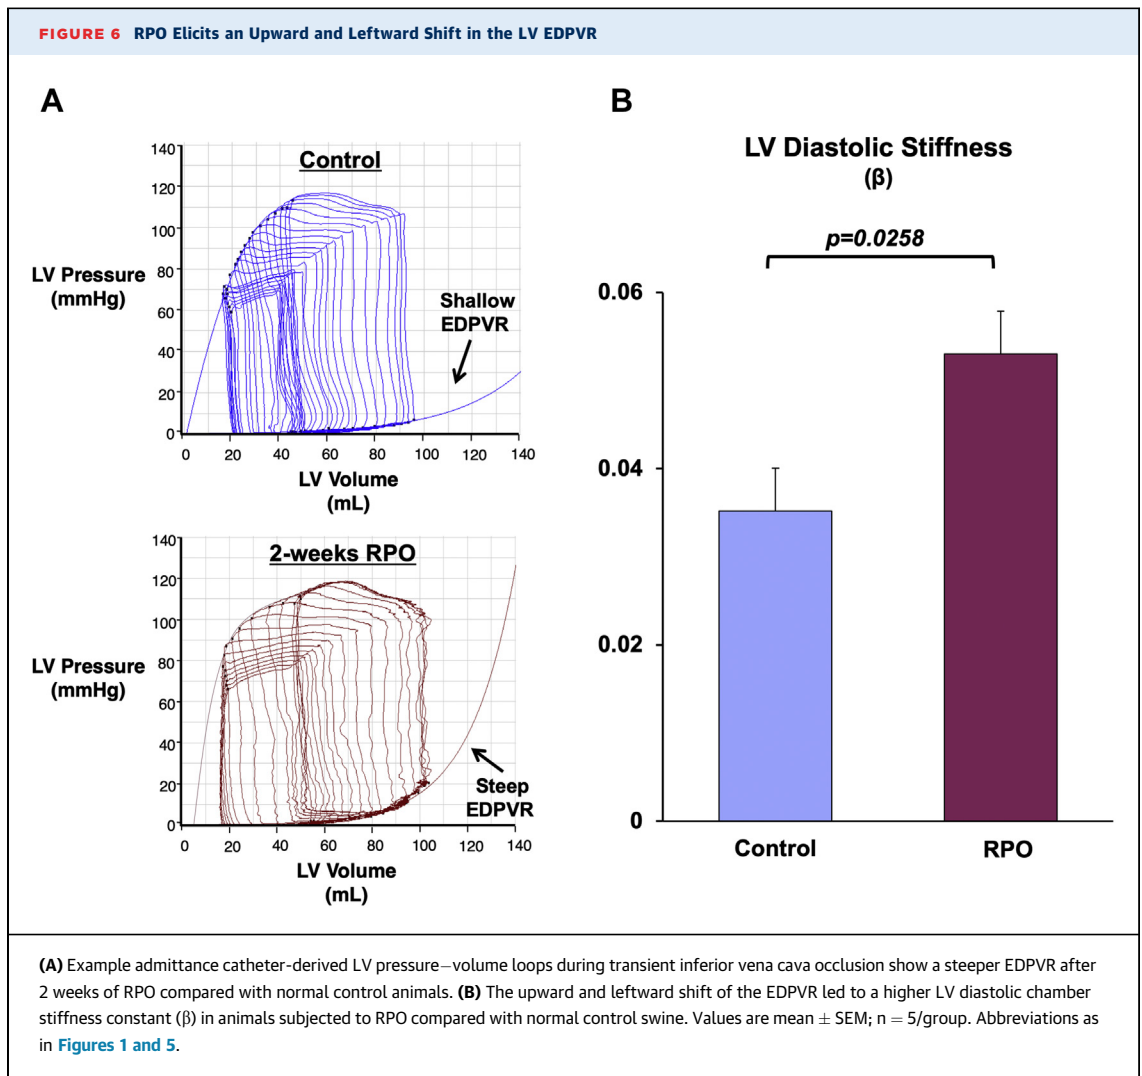 FIGURE 6 RPO Elicits an Upward and Leftward Shift in the LV EDPVR
A
Control
LV Pressure
(mmHg)
140
120
100
80
60
40
20
0
Shallow
EDPVR
0 20 40 60 80 100 120 140
LV Volume
(mL)
2-weeks RPO
LV Pressure
(mmHg)
140
120
100
80
60
40
20
0
Steep
EDPVR
0 20 40 60 80 100 120 140
LV Volume
(mL)
B
LV Diastolic Stiffness
(β)
p=0.0258
0.06
0.04
0.02
0
Control RPO
(A) Example admittance catheter-derived LV pressure–volume loops during transient inferior vena cava occlusion show a steeper EDPVR after
2 weeks of RPO compared with normal control animals. (B) The upward and leftward shift of the EDPVR led to a higher LV diastolic chamber
stiffness constant (β) in animals subjected to RPO compared with normal control swine. Values are mean ± SEM; n = 5/group. Abbreviations as
in Figures 1 and 5.